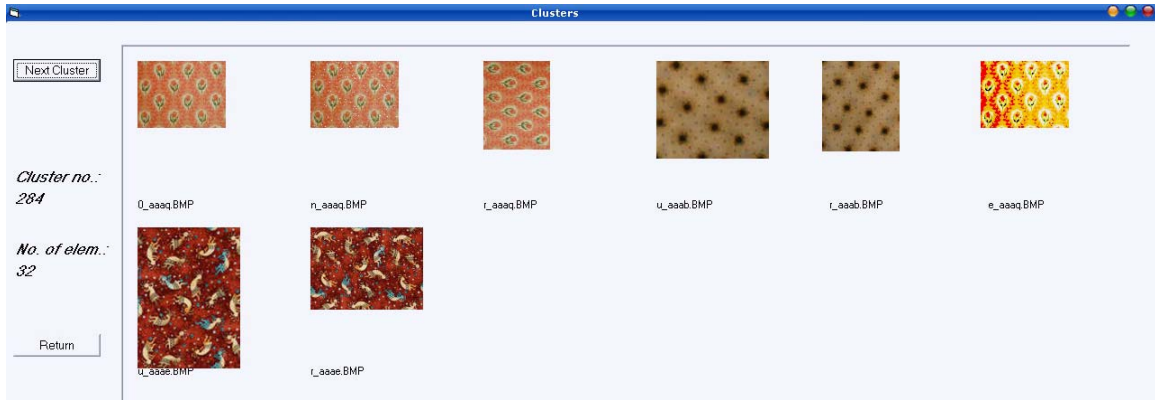 Clusters
Next Cluster
Cluster no.:
284
No. of elem.:
32
Return
0_aaaq.BMP
n_aaaq.BMP
r_aaaq.BMP
u_aaab.BMP
r_aaab.BMP
e_aaaq.BMP
u_aaae.BMP
r_aaae.BMP